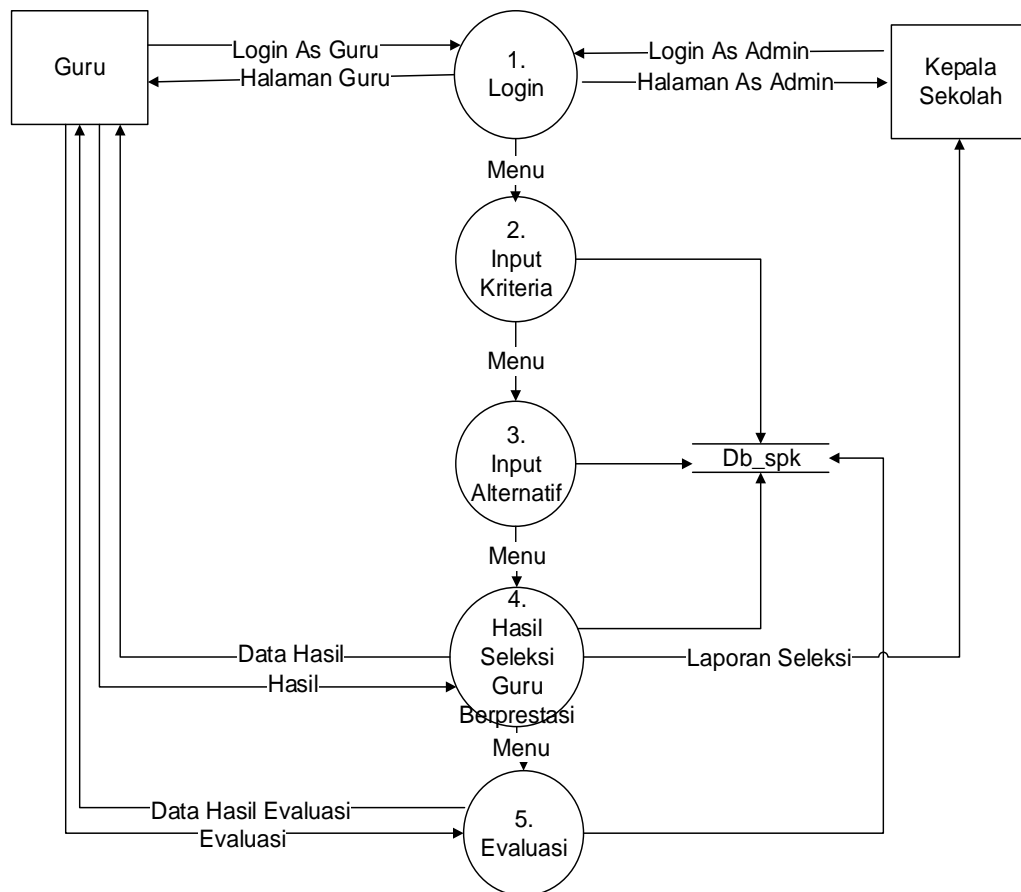 Guru
Login As Guru
Halaman Guru
1.
Login
Login As Admin
Halaman As Admin
Kepala
Sekolah
Menu
2.
Input
Kriteria
Menu
3.
Input
Alternatif
Db_spk
Menu
4.
Hasil
Seleksi
Guru
Berprestasi
Data Hasil
Hasil
Laporan Seleksi
Menu
Data Hasil Evaluasi
Evaluasi
5.
Evaluasi